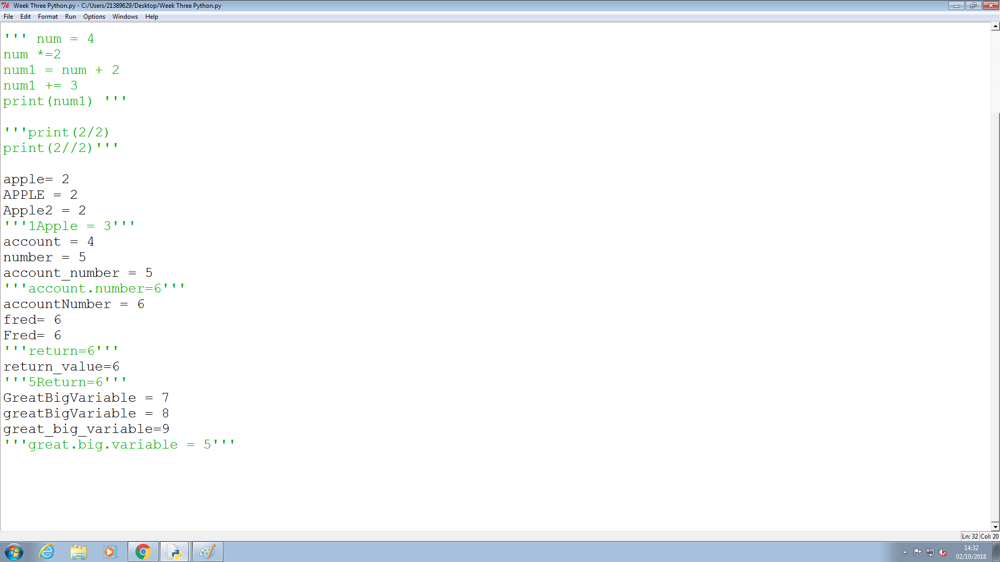 Week Three Python.py - C:/Users/21389629/Desktop/Week Three Python.py
File Edit Format Run Options Windows Help
''' num = 4
num *=2
num1 = num + 2
num1 += 3
print(num1) '''
'''print(2/2)
print(2//2)'''
apple= 2
APPLE = 2
Apple2 = 2
'''1Apple = 3'''
account = 4
number = 5
account_number = 5
'''account.number=6'''
accountNumber = 6
fred= 6
Fred= 6
'''return=6'''
return_value=6
'''5Return=6'''
GreatBigVariable = 7
greatBigVariable = 8
great_big_variable=9
'''great.big.variable = 5'''
Ln: 32 Col: 20
14:32
02/10/2018